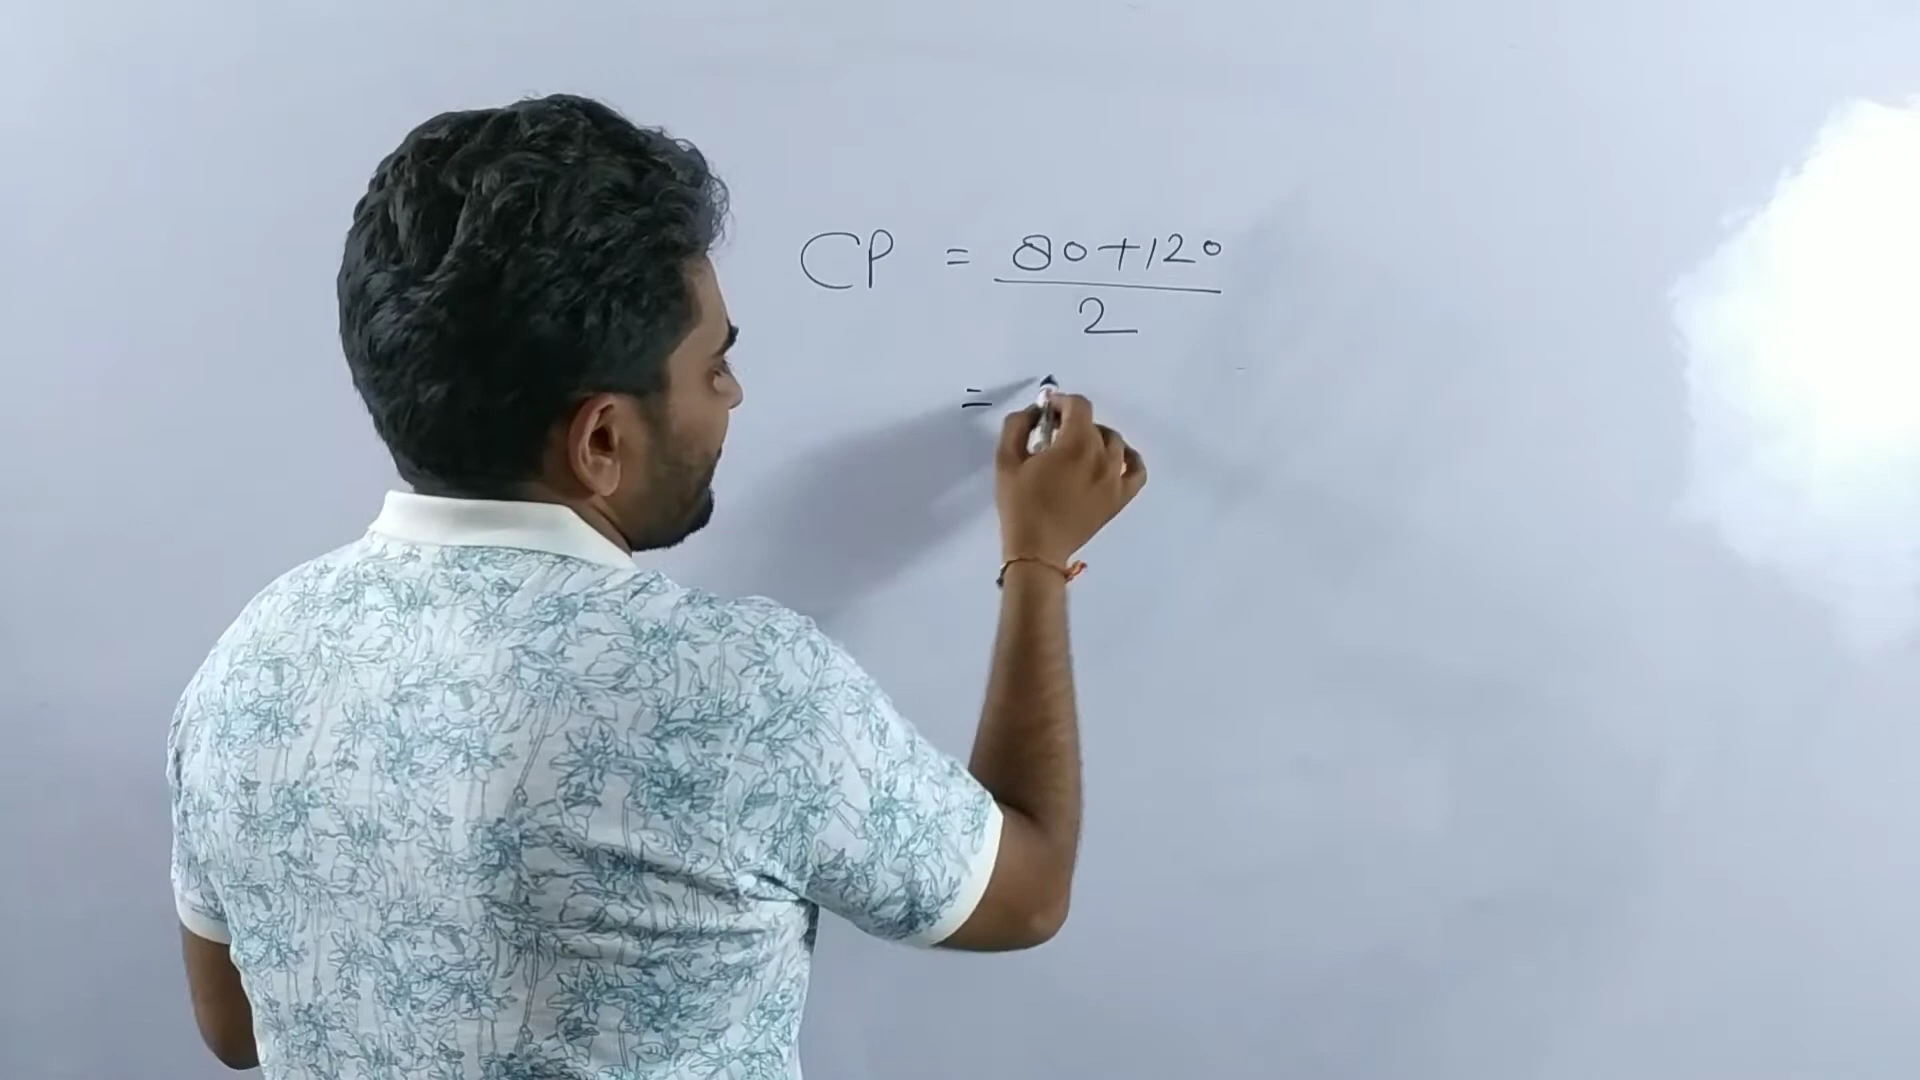 CP = 80+120
2
=